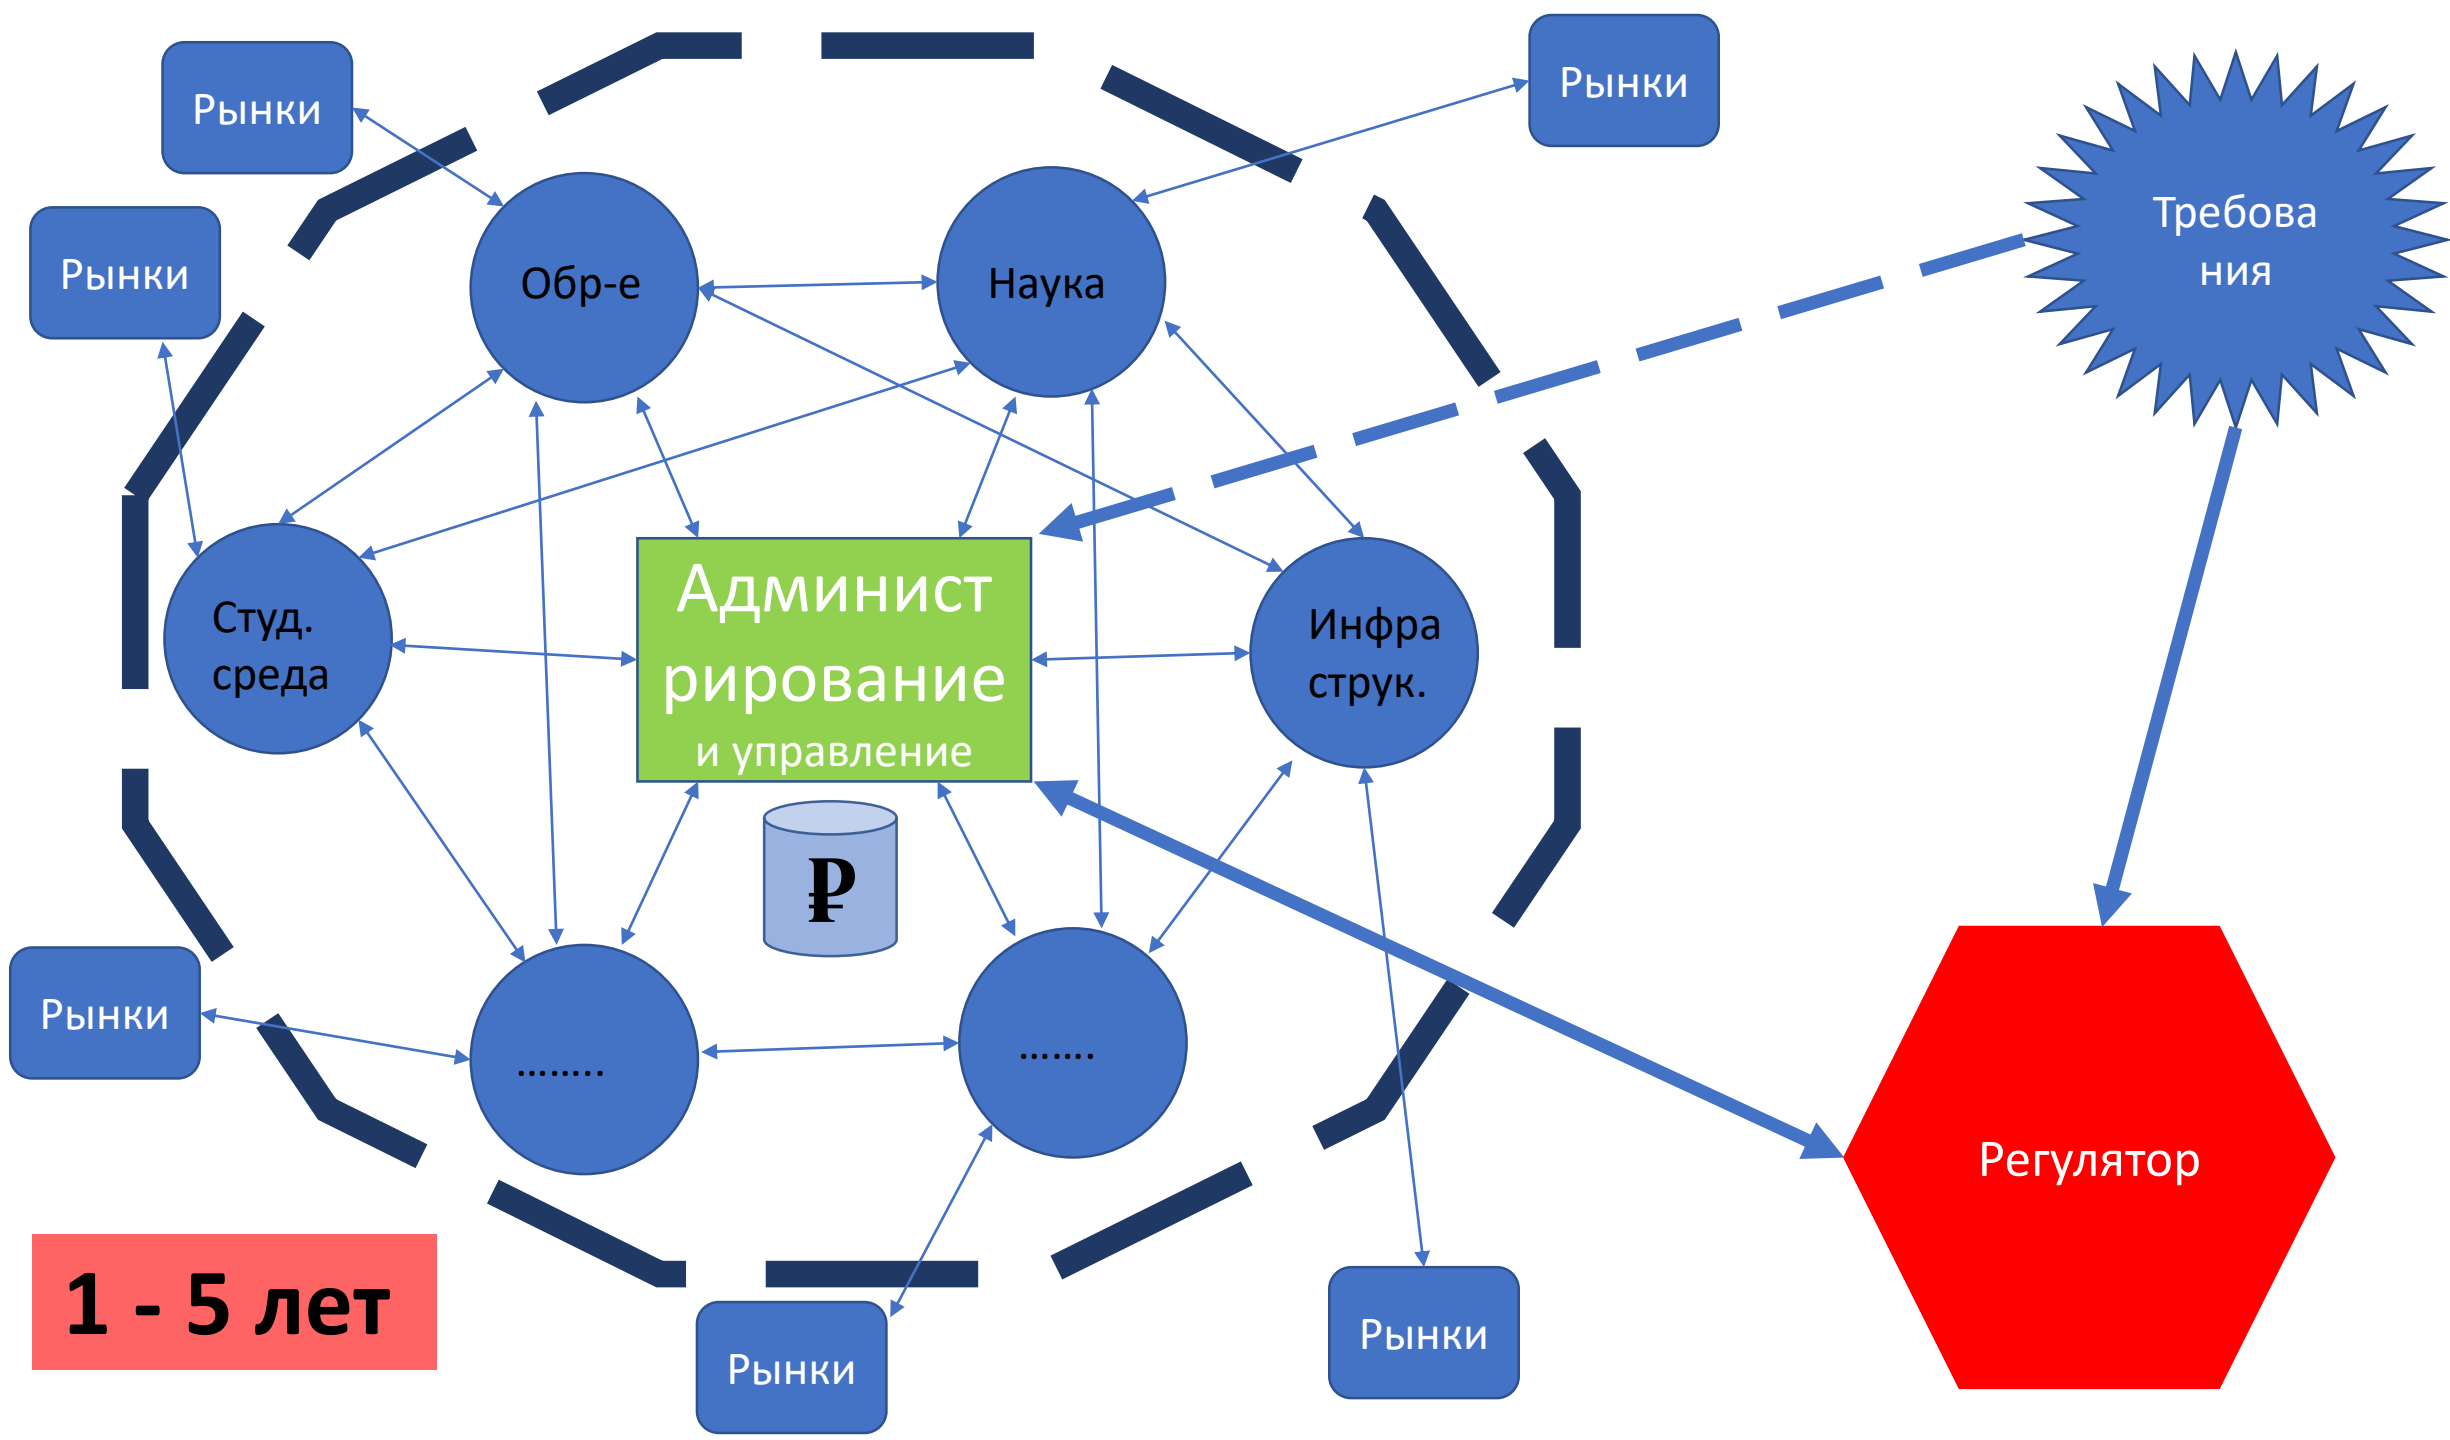 Рынки
Рынки
Требова
ния
Рынки
Обр-е
Наука
Админист
рирование
и управление
Студ.
среда
Инфра
струк.
₽
Рынки
........
.......
Регулятор
1 - 5 лет
Рынки
Рынки